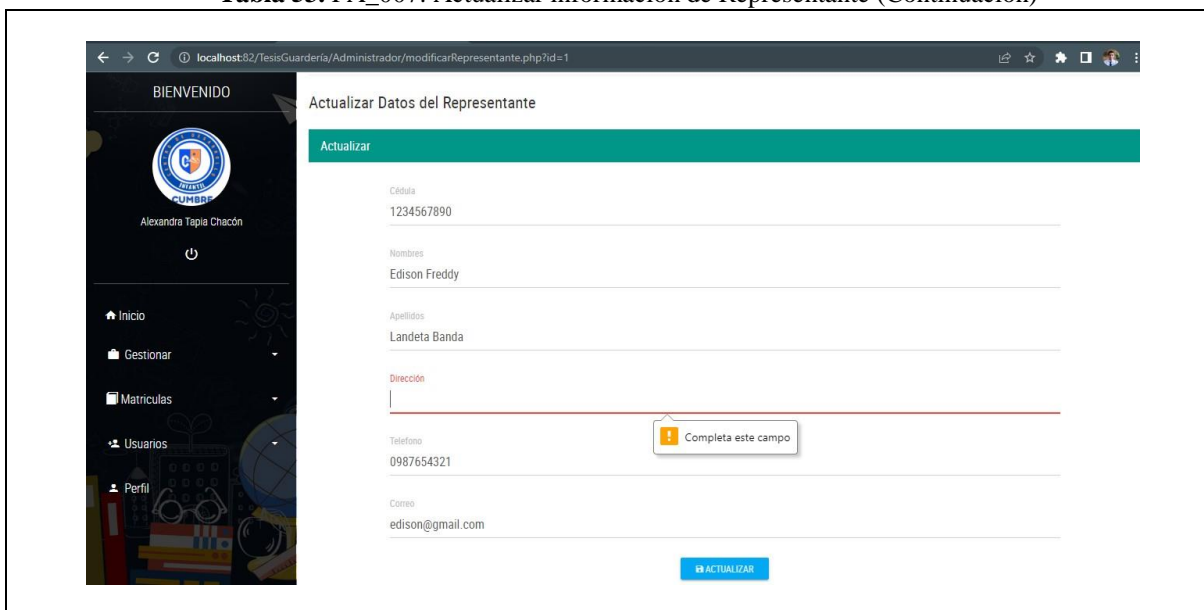 Tabla 53. PA_007: Actualizar información de Representante (Continuación)
localhost:82/TesisGuardería/Administrador/modificarRepresentante.php?id=1
BIENVENIDO
INFANTIL
CUMBRE
Alexandra Tapia Chacón
Inicio
Gestionar
Matriculas
Usuarios
Perfil
Actualizar Datos del Representante
Actualizar
Cédula
1234567890
Nombres
Edison Freddy
Apellidos
Landeta Banda
Dirección
Completa este campo
Telefono
0987654321
Correo
edison@gmail.com
ACTUALIZAR